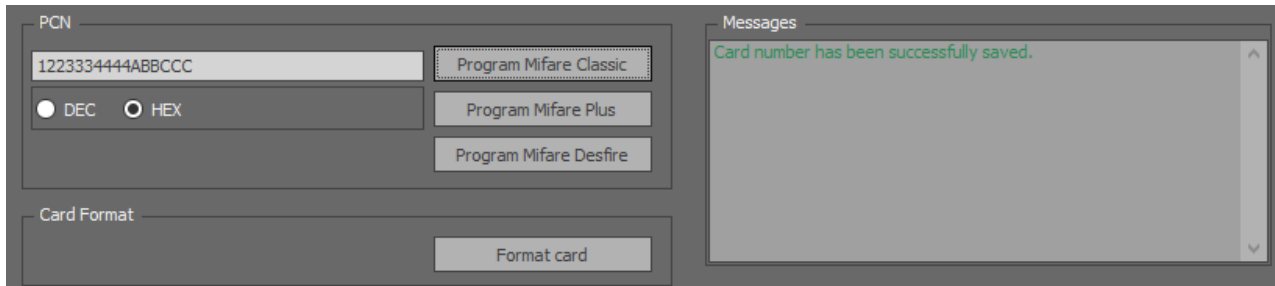 PCN
1223334444ABBCCC
Program Mifare Classic
DEC
HEX
Program Mifare Plus
Program Mifare Desfire
Card Format
Format card
Messages
Card number has been successfully saved.